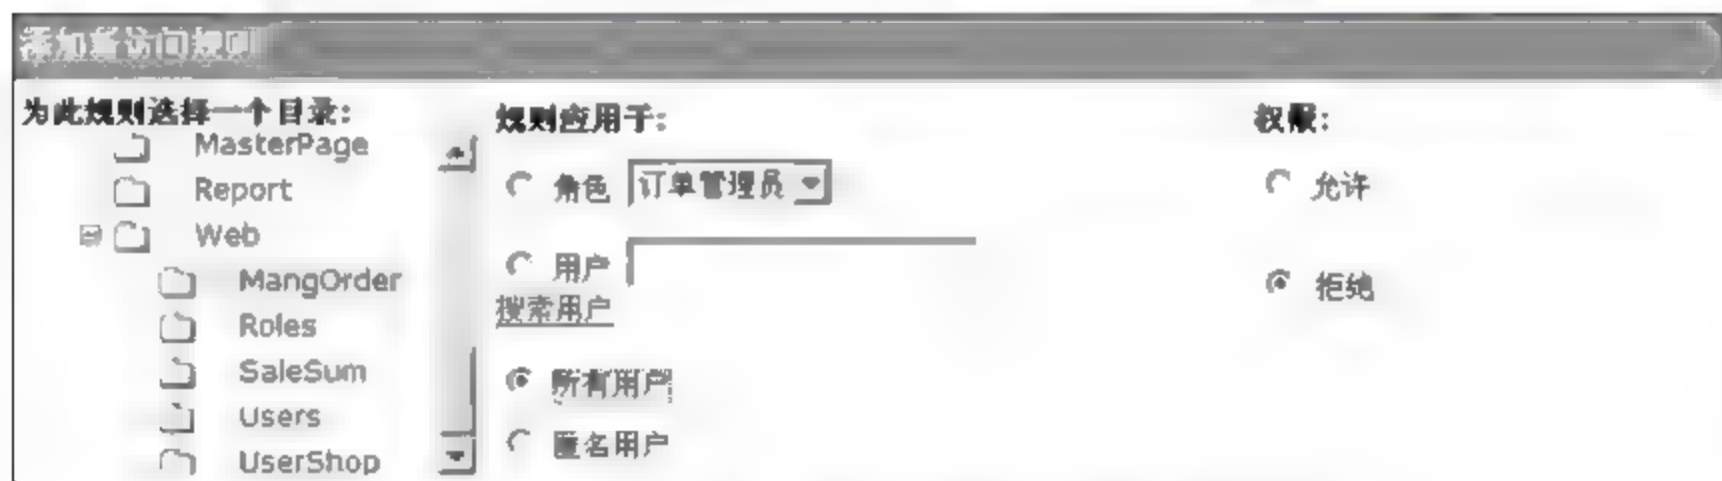 添加新访问规则
为此规则选择一个目录:
MasterPage
Report
Web
MangOrder
Roles
SaleSum
Users
UserShop
规则应用于:
角色 订单管理员
用户
搜索用户
所有用户
匿名用户
权限:
允许
拒绝